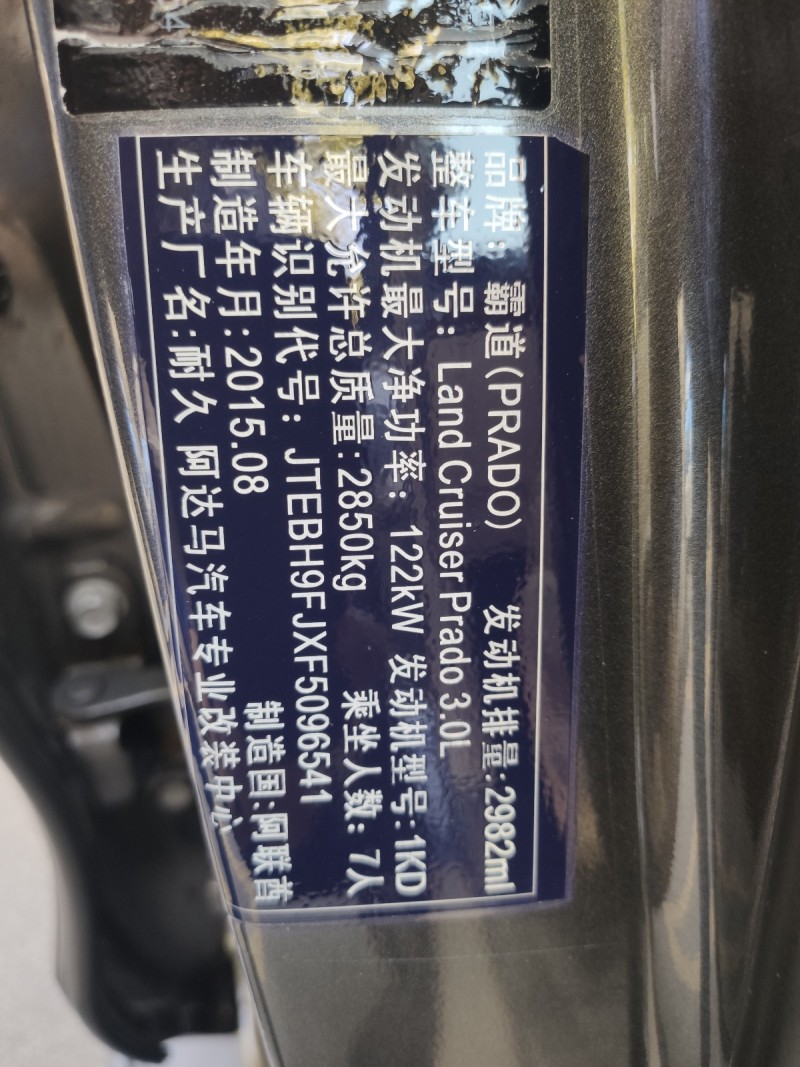 品牌：霸道(PRADO) 发动机排量：2982ml
整车型号：Land Cruiser Prado 3.0L
发动机最大净功率：122kW 发动机型号：1KD
最大允许总质量：2850kg 乘坐人数：7人
车辆识别代号：JTEBH9FJXF5096541
制造年月：2015.08 制造国：阿联酋
生产厂名：耐久 阿达马汽车专业改装中心